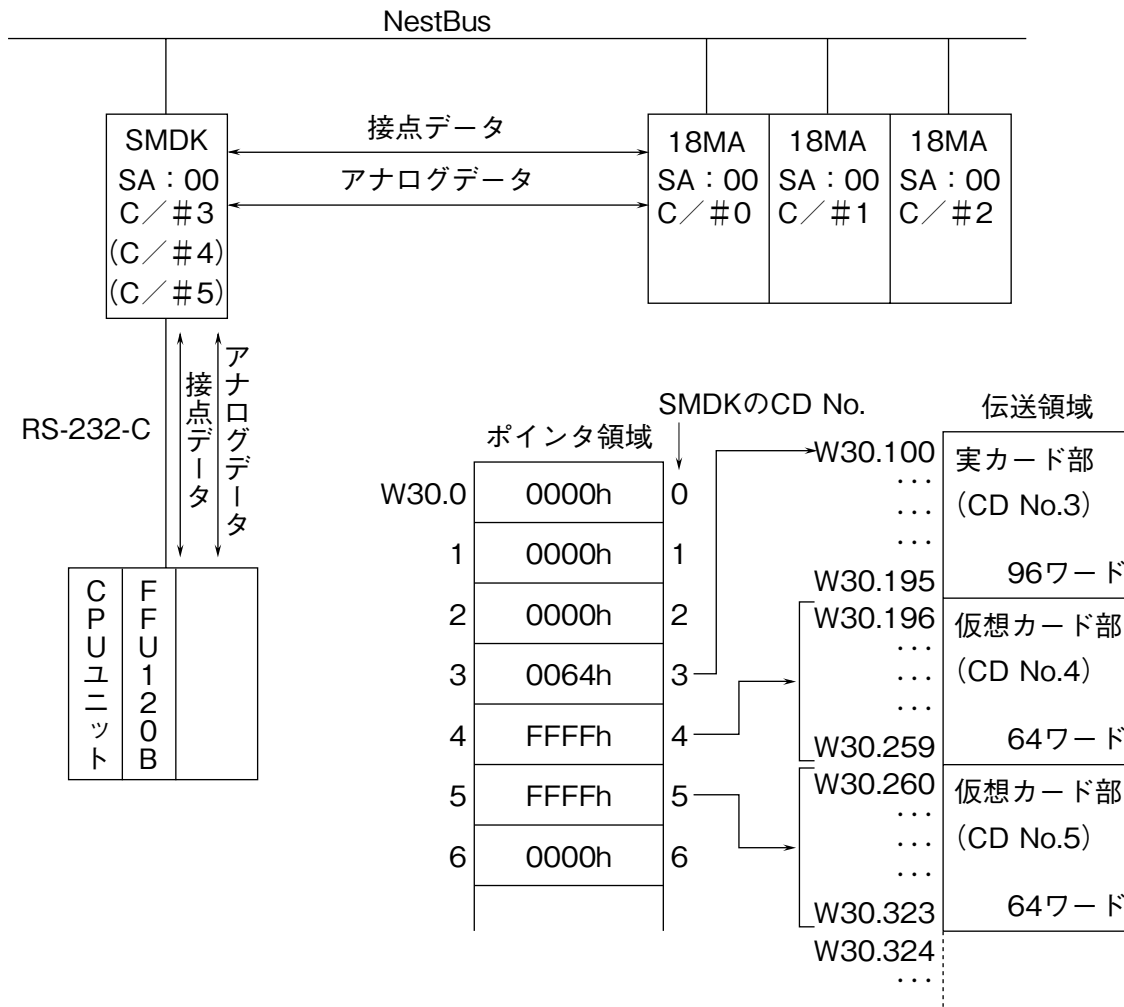 NestBus
SMDK
SA：00
C／＃3
(C／＃4)
(C／＃5)
接点データ
アナログデータ
18MA
SA：00
C／＃0
18MA
SA：00
C／＃1
18MA
SA：00
C／＃2
RS-232-C
接点データ
アナログデータ
CPUユニット
FFU120B
ポインタ領域
SMDKのCD No.
W30.0 0000h 0
1 0000h 1
2 0000h 2
3 0064h 3
4 FFFFh 4
5 FFFFh 5
6 0000h 6
伝送領域
W30.100
･･･
･･･
･･･
W30.195
実カード部
(CD No.3)
96ワード
W30.196
･･･
･･･
･･･
W30.259
仮想カード部
(CD No.4)
64ワード
W30.260
･･･
･･･
･･･
W30.323
仮想カード部
(CD No.5)
64ワード
W30.324
･･･